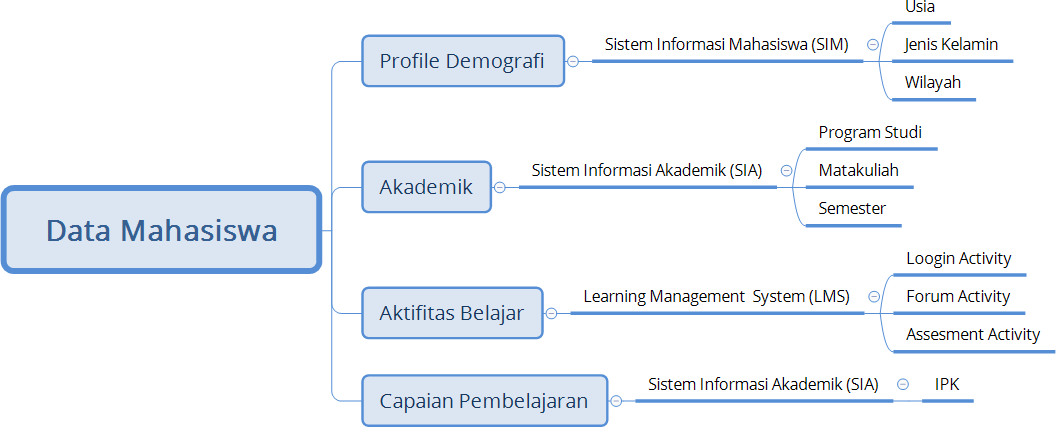 Data Mahasiswa
Profile Demografi
Sistem Informasi Mahasiswa (SIM)
Usia
Jenis Kelamin
Wilayah
Akademik
Sistem Informasi Akademik (SIA)
Program Studi
Matakuliah
Semester
Aktifitas Belajar
Learning Management System (LMS)
Loogin Activity
Forum Activity
Assesment Activity
Capaian Pembelajaran
Sistem Informasi Akademik (SIA)
IPK